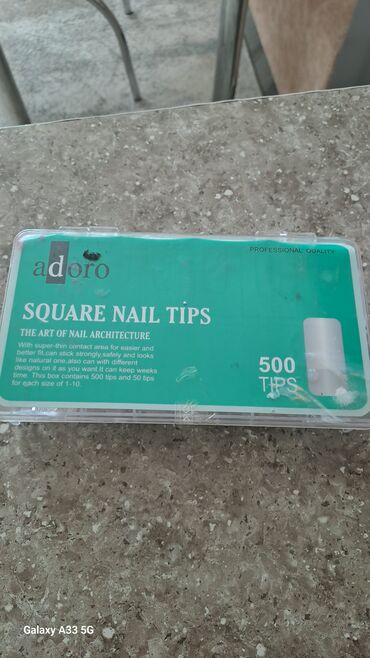 PROFESSIONAL QUALITY
adoro
SQUARE NAIL TIPS
THE ART OF NAIL ARCHITECTURE
With super-thin contact area for easier and
better fit,can stick strongly,safely and looks
like natural one,also can with different
designs on it as you want.It can keep weeks
time. This box contains 500 tips and 50 tips
for each size of 1-10.
500
TIPS
Galaxy A33 5G